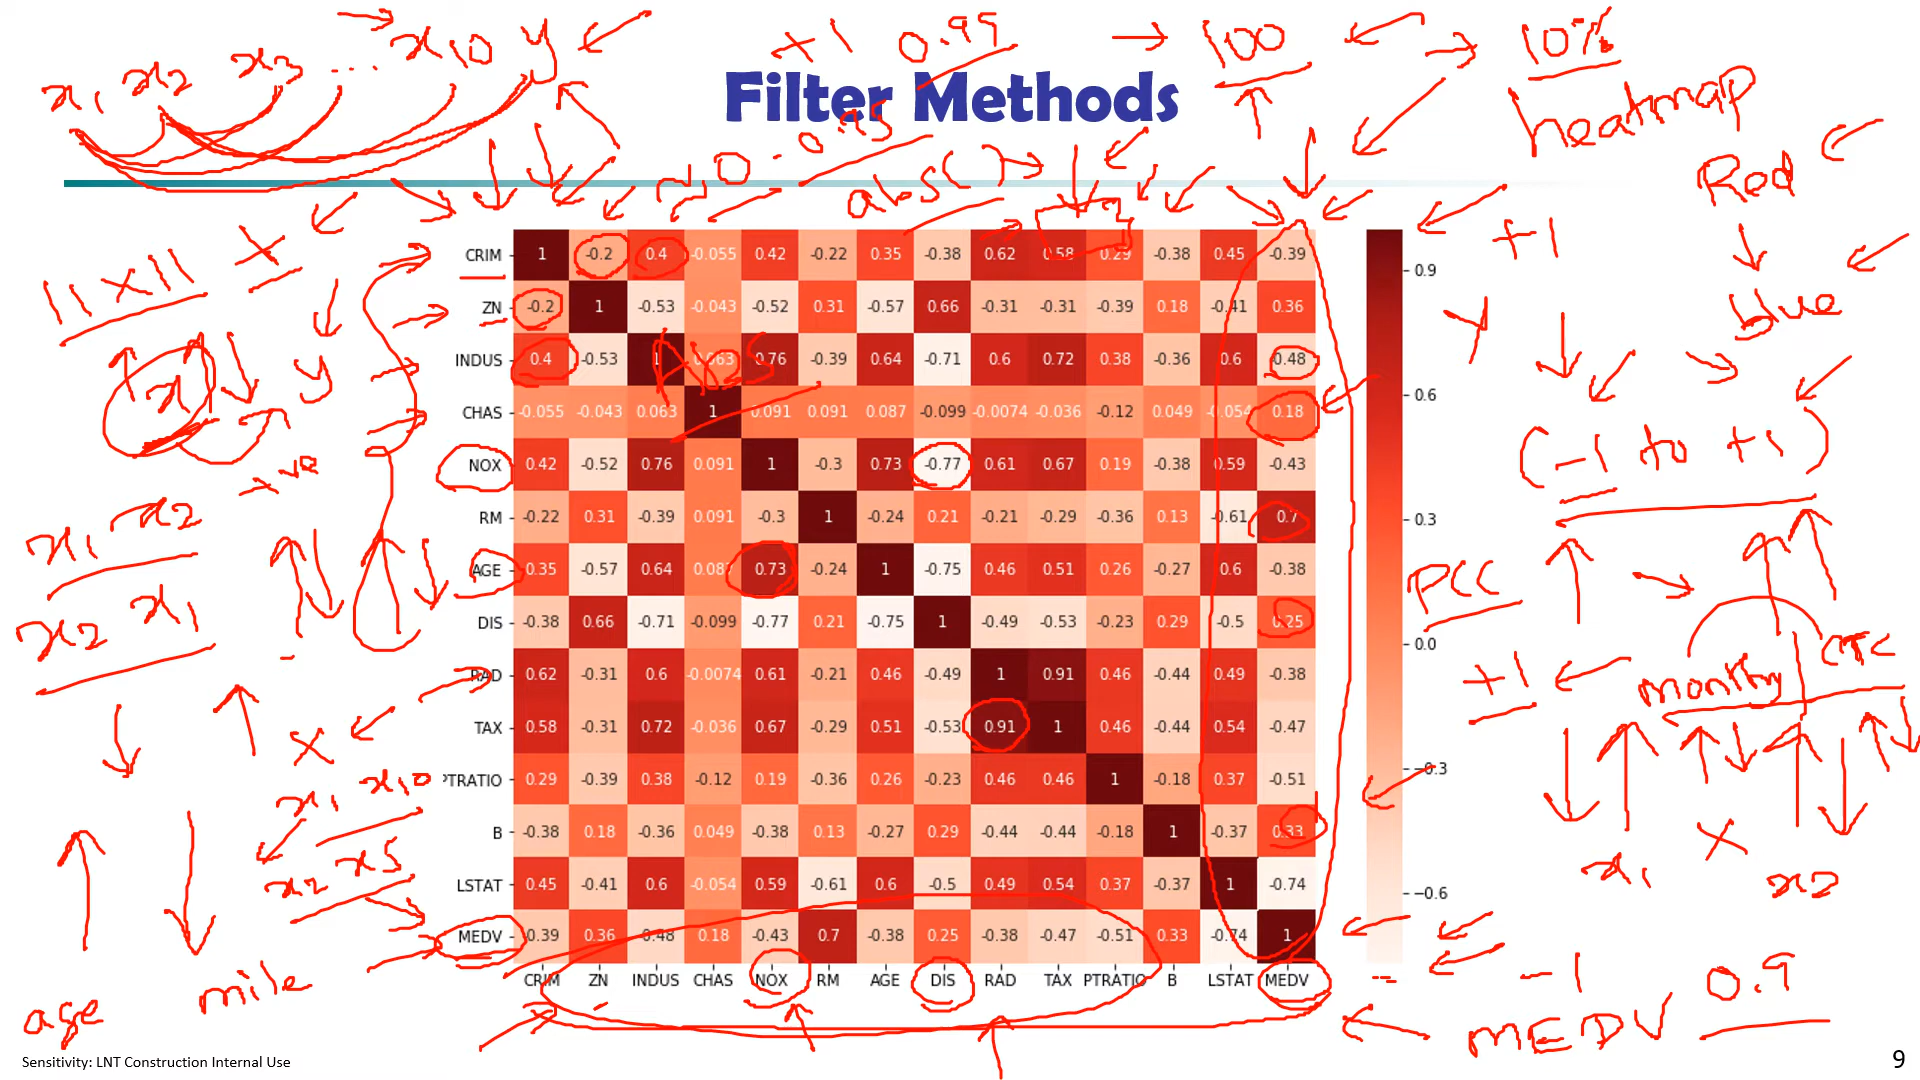 x1 x2 x3 ... x10 y
x1 0.95 → 100 → 10%
Filter Methods
heatmap
0.95
abs( )
Red
+1
11 x 11
blue
y
(-1 to +1)
CRIM 1 -0.2 0.4 -0.055 0.42 -0.22 0.35 -0.38 0.62 0.58 0.29 -0.38 0.45 -0.39
ZN -0.2 1 -0.53 -0.043 -0.52 0.31 -0.57 0.66 -0.31 -0.31 -0.39 0.18 -0.41 0.36
INDUS 0.4 -0.53 1 0.063 0.76 -0.39 0.64 -0.71 0.6 0.72 0.38 -0.36 0.6 -0.48
CHAS -0.055 -0.043 0.063 1 0.091 0.091 0.087 -0.099 -0.0074 -0.036 -0.12 0.049 -0.054 0.18
NOX 0.42 -0.52 0.76 0.091 1 -0.3 0.73 -0.77 0.61 0.67 0.19 -0.38 0.59 -0.43
RM -0.22 0.31 -0.39 0.091 -0.3 1 -0.24 0.21 -0.21 -0.29 -0.36 0.13 -0.61 0.7
AGE 0.35 -0.57 0.64 0.087 0.73 -0.24 1 -0.75 0.46 0.51 0.26 -0.27 0.6 -0.38
DIS -0.38 0.66 -0.71 -0.099 -0.77 0.21 -0.75 1 -0.49 -0.53 -0.23 0.29 -0.5 0.25
RAD 0.62 -0.31 0.6 -0.0074 0.61 -0.21 0.46 -0.49 1 0.91 0.46 -0.44 0.49 -0.38
TAX 0.58 -0.31 0.72 -0.036 0.67 -0.29 0.51 -0.53 0.91 1 0.46 -0.44 0.54 -0.47
PTRATIO 0.29 -0.39 0.38 -0.12 0.19 -0.36 0.26 -0.23 0.46 0.46 1 -0.18 0.37 -0.51
B -0.38 0.18 -0.36 0.049 -0.38 0.13 -0.27 0.29 -0.44 -0.44 -0.18 1 -0.37 0.33
LSTAT 0.45 -0.41 0.6 -0.054 0.59 -0.61 0.6 -0.5 0.49 0.54 0.37 -0.37 1 -0.74
MEDV -0.39 0.36 -0.48 0.18 -0.43 0.7 -0.38 0.25 -0.38 -0.47 -0.51 0.33 -0.74 1
CRIM ZN INDUS CHAS NOX RM AGE DIS RAD TAX PTRATIO B LSTAT MEDV
0.9
0.6
0.3
0.0
-0.3
-0.6
x y
+ve
x1 x2
x2 x1
x1 x10
x2 x5
age mile
PCC
+1
monthly CTC
x1 x2
-1 0.9
MEDV
Sensitivity: LNT Construction Internal Use
9